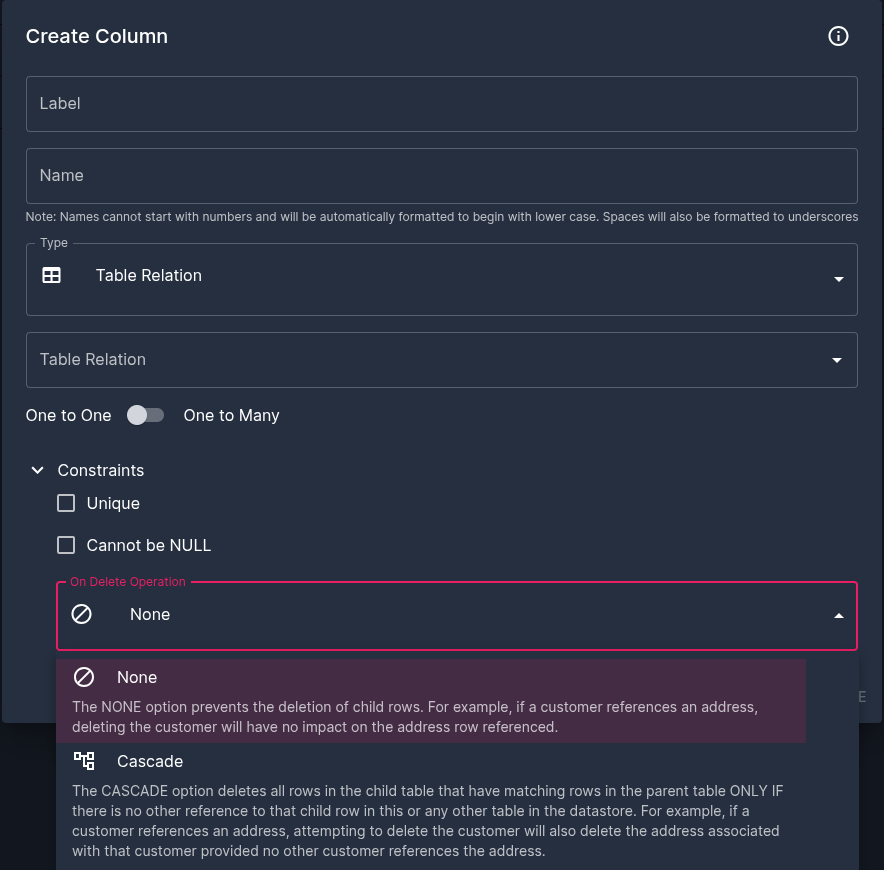 Create Column
Label
Name
Note: Names cannot start with numbers and will be automatically formatted to begin with lower case. Spaces will also be formatted to underscores
Type
Table Relation
Table Relation
One to One One to Many
Constraints
Unique
Cannot be NULL
On Delete Operation
None
None
The NONE option prevents the deletion of child rows. For example, if a customer references an address,
deleting the customer will have no impact on the address row referenced.
Cascade
The CASCADE option deletes all rows in the child table that have matching rows in the parent table ONLY IF
there is no other reference to that child row in this or any other table in the datastore. For example, if a
customer references an address, attempting to delete the customer will also delete the address associated
with that customer provided no other customer references the address.